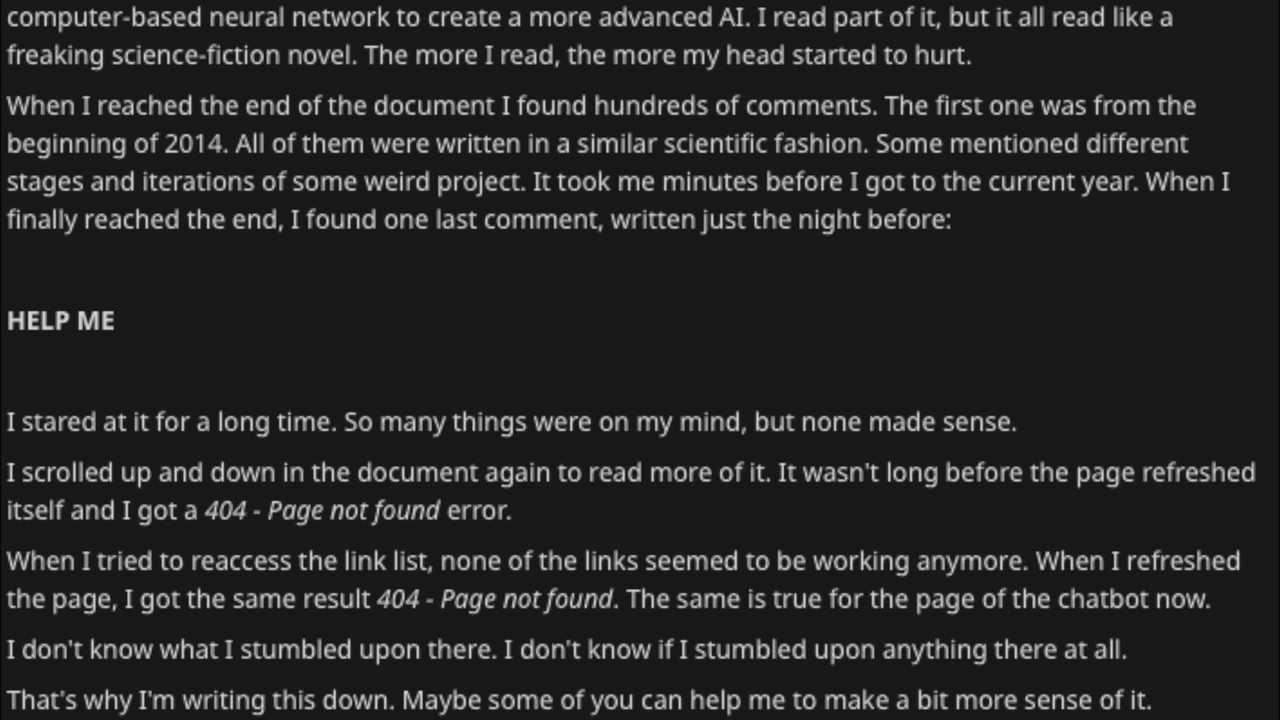 computer-based neural network to create a more advanced AI. I read part of it, but it all read like a
freaking science-fiction novel. The more I read, the more my head started to hurt.
When I reached the end of the document I found hundreds of comments. The first one was from the
beginning of 2014. All of them were written in a similar scientific fashion. Some mentioned different
stages and iterations of some weird project. It took me minutes before I got to the current year. When I
finally reached the end, I found one last comment, written just the night before:
HELP ME
I stared at it for a long time. So many things were on my mind, but none made sense.
I scrolled up and down in the document again to read more of it. It wasn't long before the page refreshed
itself and I got a 404 - Page not found error.
When I tried to reaccess the link list, none of the links seemed to be working anymore. When I refreshed
the page, I got the same result 404 - Page not found. The same is true for the page of the chatbot now.
I don't know what I stumbled upon there. I don't know if I stumbled upon anything there at all.
That's why I'm writing this down. Maybe some of you can help me to make a bit more sense of it.